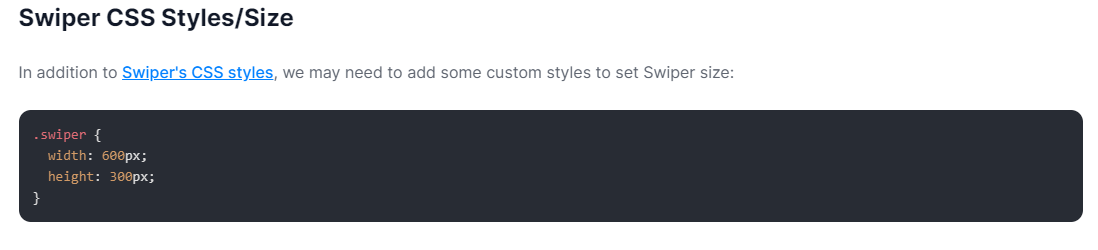 Swiper CSS Styles/Size
In addition to Swiper's CSS styles, we may need to add some custom styles to set Swiper size:
.swiper {
  width: 600px;
  height: 300px;
}